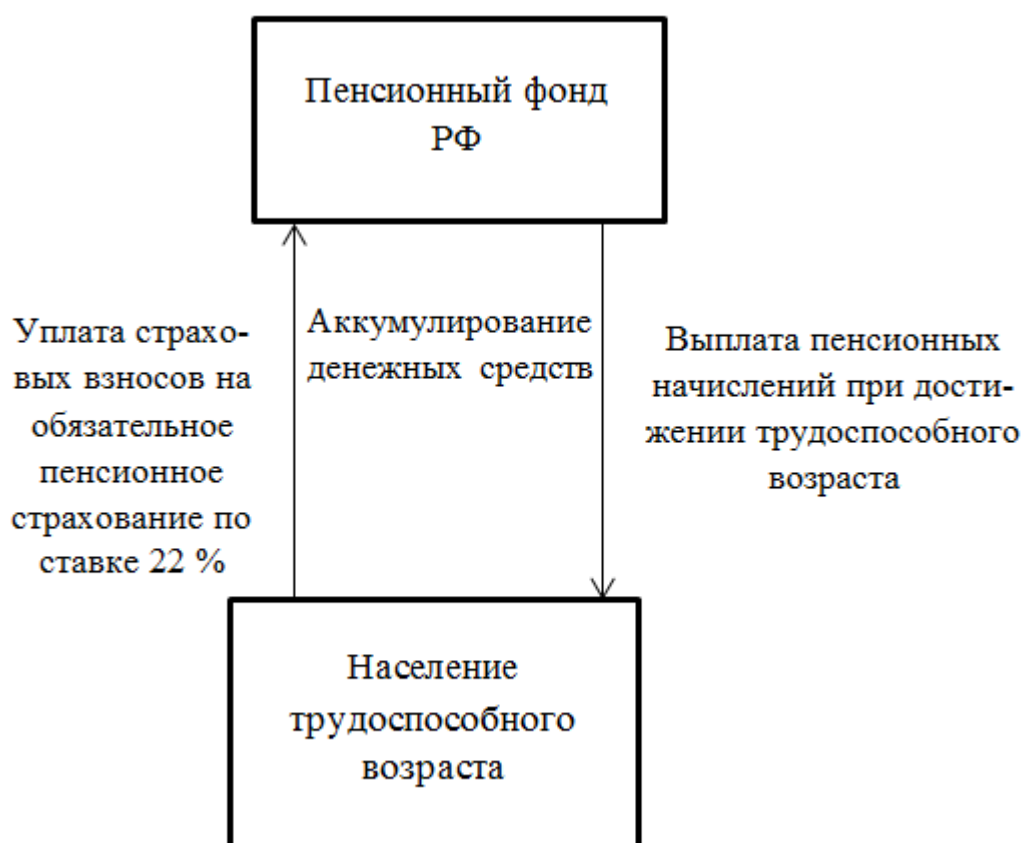 Пенсионный фонд
РФ
Уплата страхо-
вых взносов на
обязательное
пенсионное
страхование по
ставке 22 %
Аккумулирование
денежных средств
Выплата пенсионных
начислений при дости-
жении трудоспособного
возраста
Население
трудоспособного
возраста